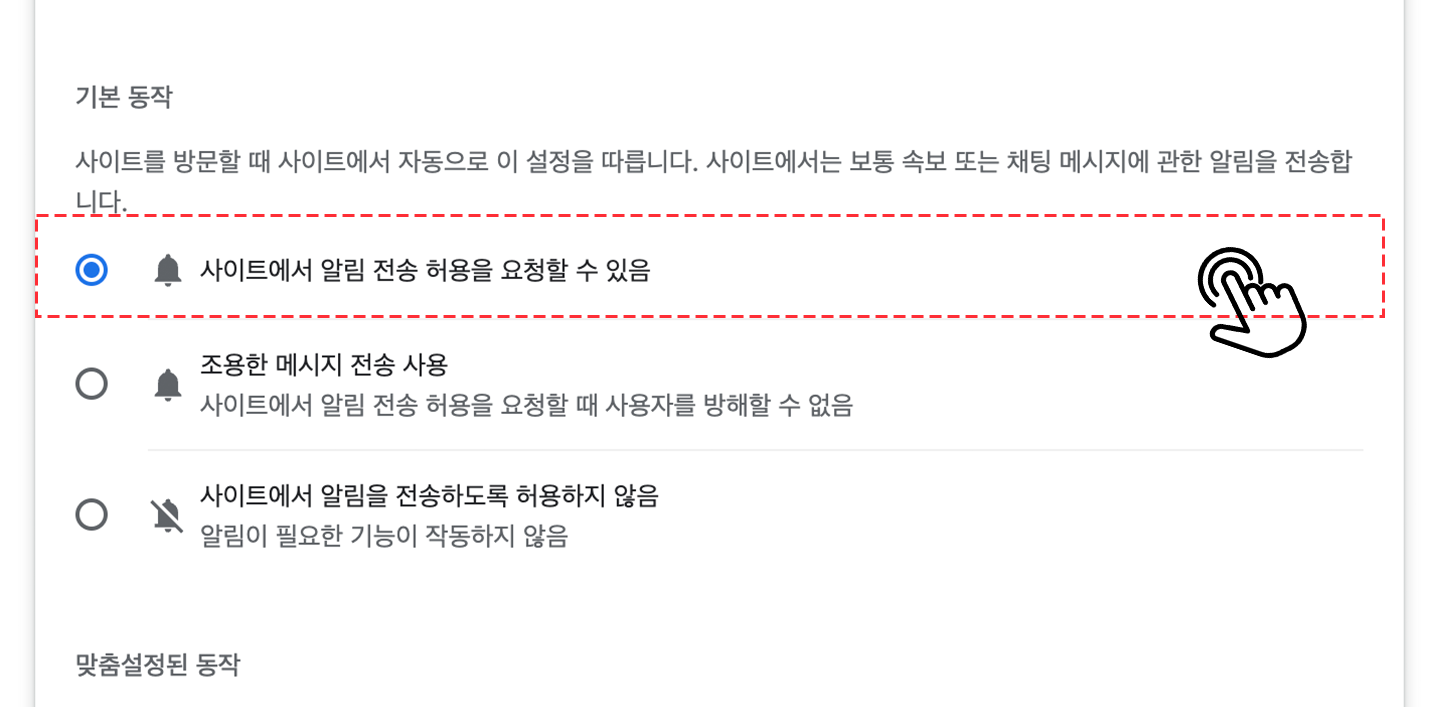 기본 동작
사이트를 방문할 때 사이트에서 자동으로 이 설정을 따릅니다. 사이트에서는 보통 속보 또는 채팅 메시지에 관한 알림을 전송합
니다.
사이트에서 알림 전송 허용을 요청할 수 있음
조용한 메시지 전송 사용
사이트에서 알림 전송 허용을 요청할 때 사용자를 방해할 수 없음
사이트에서 알림을 전송하도록 허용하지 않음
알림이 필요한 기능이 작동하지 않음
맞춤설정된 동작